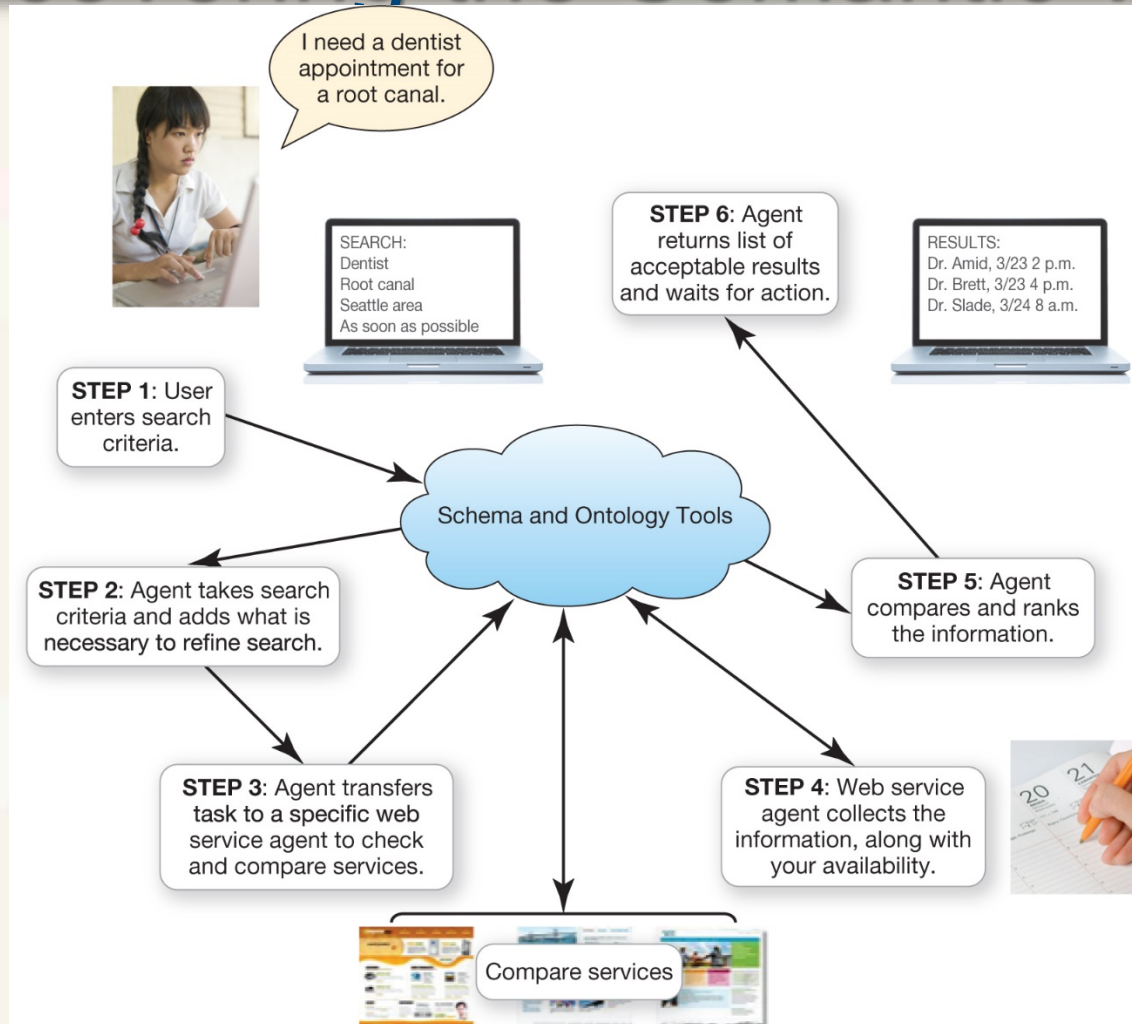 I need a dentist
appointment for
a root canal.
SEARCH:
Dentist
Root canal
Seattle area
As soon as possible
STEP 6: Agent
returns list of
acceptable results
and waits for action.
RESULTS:
Dr. Amid, 3/23 2 p.m.
Dr. Brett, 3/23 4 p.m.
Dr. Slade, 3/24 8 a.m.
STEP 1: User
enters search
criteria.
Schema and Ontology Tools
STEP 2: Agent takes search
criteria and adds what is
necessary to refine search.
STEP 5: Agent
compares and ranks
the information.
STEP 3: Agent transfers
task to a specific web
service agent to check
and compare services.
STEP 4: Web service
agent collects the
information, along with
your availability.
20
21
Compare services